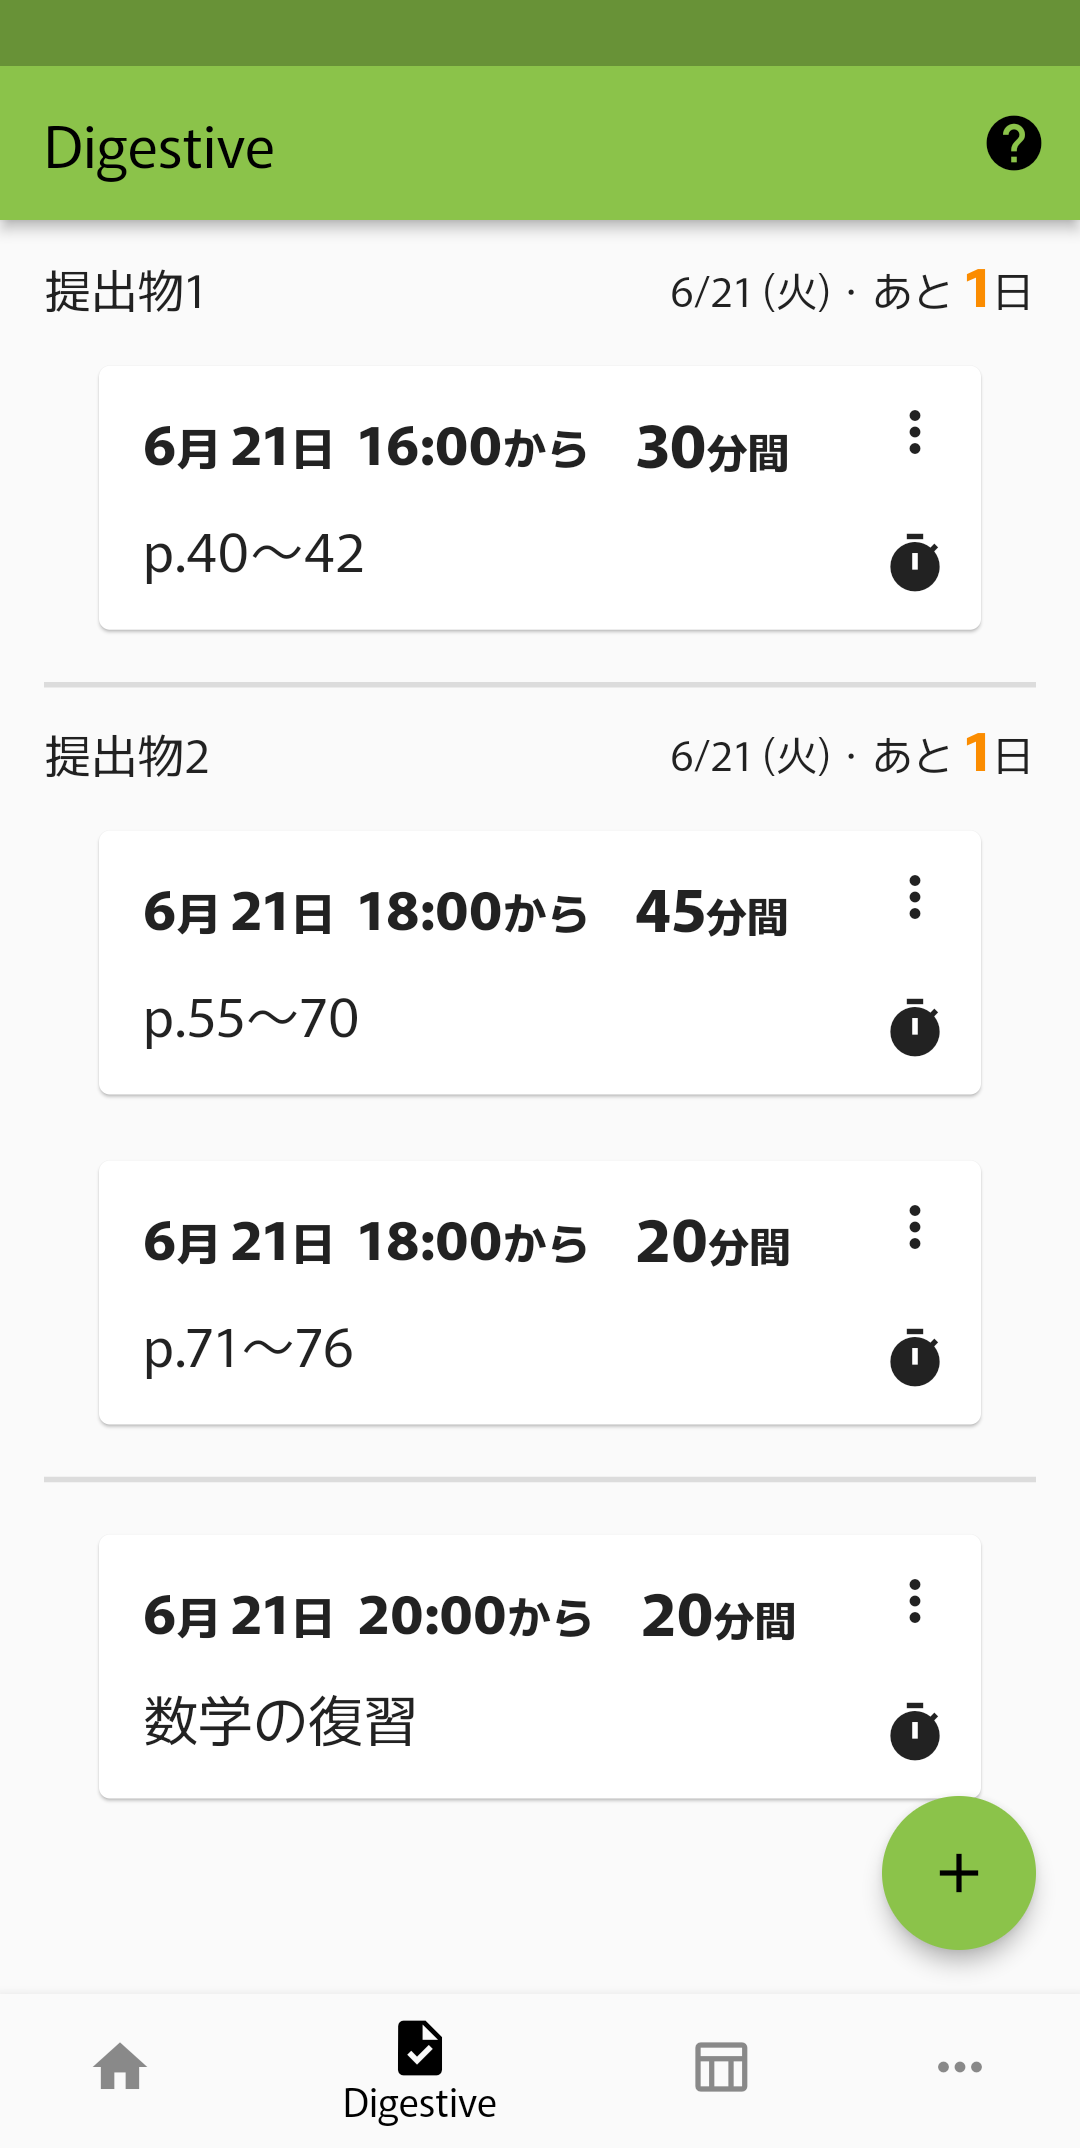 Digestive
提出物1 6/21 (火)・あと 1日
6月 21日 16:00から 30分間
p.40〜42
提出物2 6/21 (火)・あと 1日
6月 21日 18:00から 45分間
p.55〜70
6月 21日 18:00から 20分間
p.71〜76
6月 21日 20:00から 20分間
数学の復習
Digestive